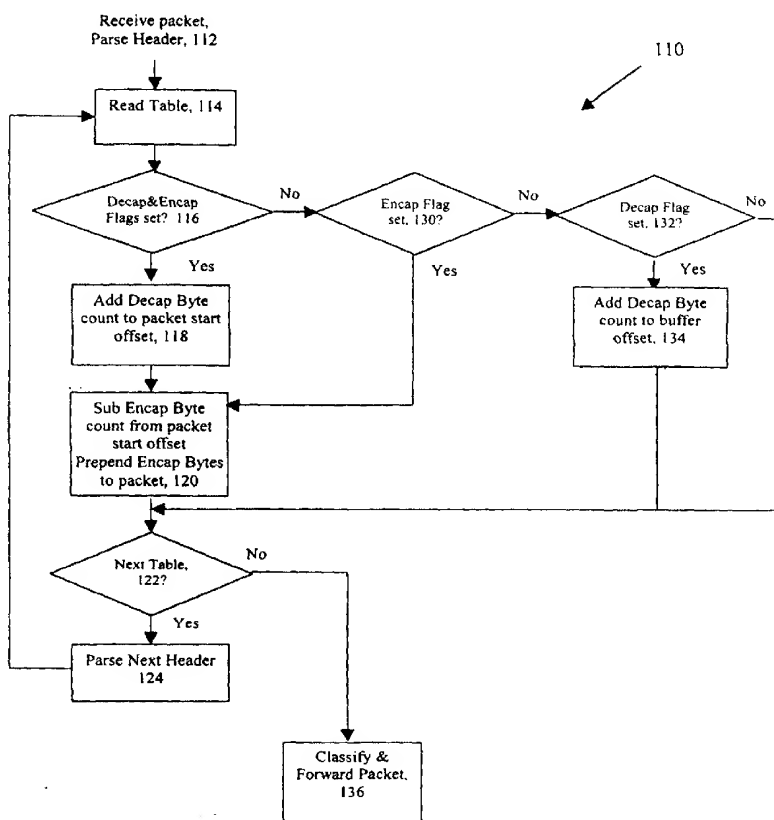 Receive packet,
Parse Header, 112
110
Read Table, 114
Decap&Encap
Flags set? 116
No
Encap Flag
set, 130?
No
Decap Flag
set, 132?
No
Yes
Yes
Yes
Add Decap Byte
count to packet start
offset, 118
Add Decap Byte
count to buffer
offset, 134
Sub Encap Byte
count from packet
start offset
Prepend Encap Bytes
to packet, 120
Next Table,
122?
No
Yes
Parse Next Header
124
Classify &
Forward Packet,
136